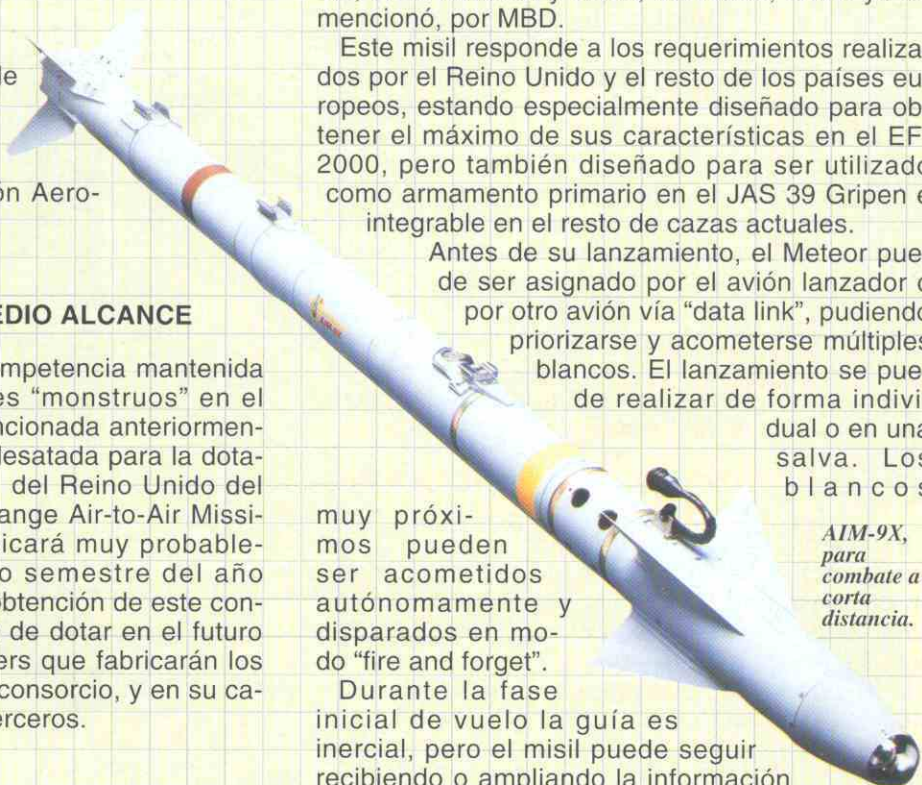 de
ón Aero-
EDIO ALCANCE
mpetencia mantenida
es “monstruos” en el
ncionada anteriormen-
desatada para la dota-
del Reino Unido del
ange Air-to-Air Missi-
icará muy probable-
o semestre del año
obtención de este con-
de dotar en el futuro
ers que fabricarán los
consorcio, y en su ca-
erceros.
mencionó, por MBD.
Este misil responde a los requerimientos realiza-
dos por el Reino Unido y el resto de los países eu-
ropeos, estando especialmente diseñado para ob-
tener el máximo de sus características en el EF-
2000, pero también diseñado para ser utilizado
como armamento primario en el JAS 39 Gripen e
integrable en el resto de cazas actuales.
Antes de su lanzamiento, el Meteor pue-
de ser asignado por el avión lanzador o
por otro avión vía “data link”, pudiendo
priorizarse y acometerse múltiples
blancos. El lanzamiento se pue-
de realizar de forma indivi-
dual o en una
salva. Los
blancos
muy próxi-
mos pueden
ser acometidos
autónomamente y
disparados en mo-
do “fire and forget”.
Durante la fase
inicial de vuelo la guía es
inercial, pero el misil puede seguir
recibiendo o ampliando la información
AIM-9X,
para
combate a
corta
distancia.